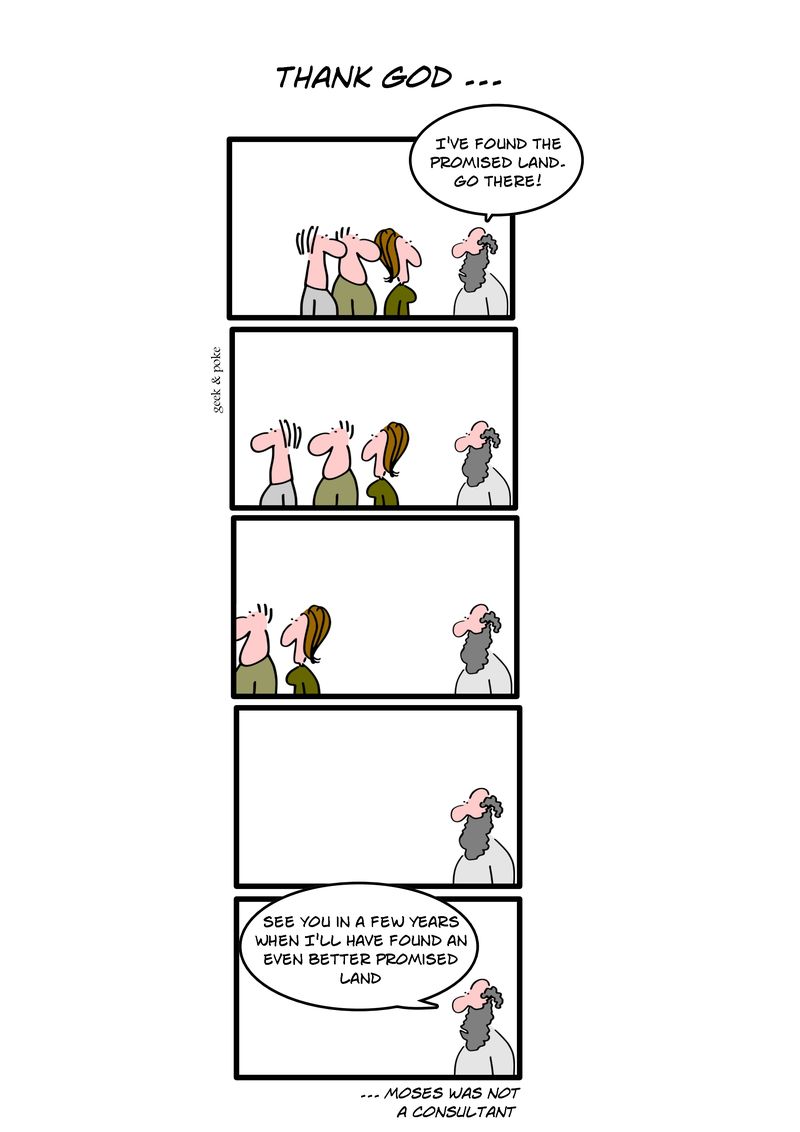 THANK GOD ...
I'VE FOUND THE
PROMISED LAND.
GO THERE!
geek & poke
SEE YOU IN A FEW YEARS
WHEN I'LL HAVE FOUND AN
EVEN BETTER PROMISED
LAND
... MOSES WAS NOT
A CONSULTANT